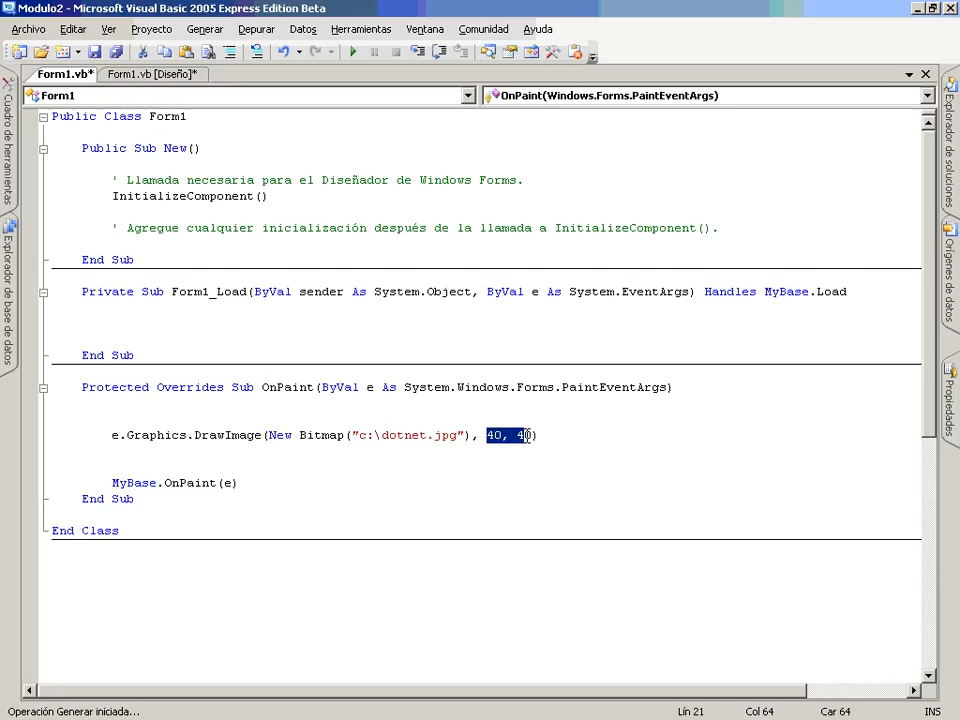 Modulo2 - Microsoft Visual Basic 2005 Express Edition Beta
Archivo Editar Ver Proyecto Generar Depurar Datos Herramientas Ventana Comunidad Ayuda
Form1.vb* Form1.vb [Diseño]*
Form1 OnPaint(Windows.Forms.PaintEventArgs)
Cuadro de herramientas
Explorador de base de datos
Public Class Form1
Public Sub New()
' Llamada necesaria para el Diseñador de Windows Forms.
InitializeComponent()
' Agregue cualquier inicialización después de la llamada a InitializeComponent().
End Sub
Private Sub Form1_Load(ByVal sender As System.Object, ByVal e As System.EventArgs) Handles MyBase.Load
End Sub
Protected Overrides Sub OnPaint(ByVal e As System.Windows.Forms.PaintEventArgs)
e.Graphics.DrawImage(New Bitmap("c:\dotnet.jpg"), 40, 40)
MyBase.OnPaint(e)
End Sub
End Class
Explorador de soluciones
Orígenes de datos
Propiedades
Operación Generar iniciada... Lín 21 Col 64 Car 64 INS